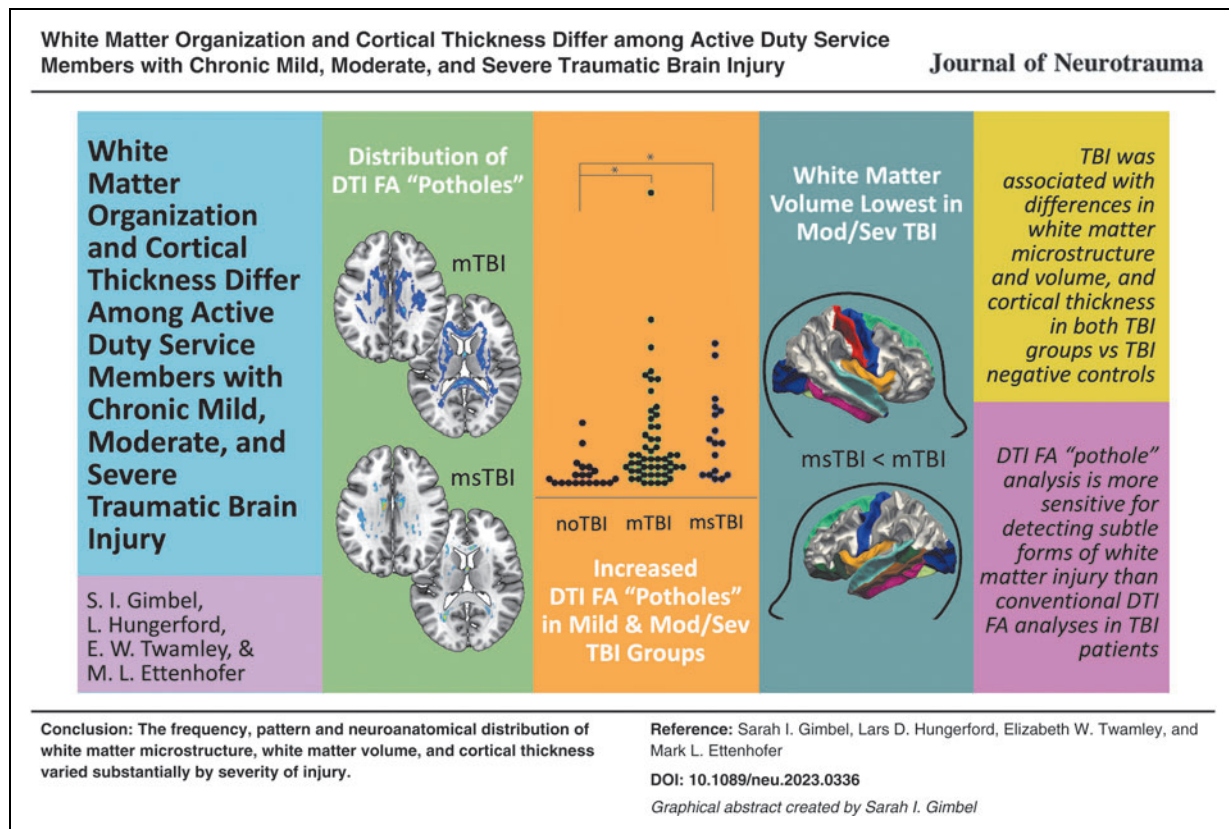 White Matter Organization and Cortical Thickness Differ among Active Duty Service
Members with Chronic Mild, Moderate, and Severe Traumatic Brain Injury
Journal of Neurotrauma
White
Matter
Organization
and Cortical
Thickness Differ
Among Active
Duty Service
Members with
Chronic Mild,
Moderate, and
Severe
Traumatic Brain
Injury
S. I. Gimbel,
L. Hungerford,
E. W. Twamley, &
M. L. Ettenhofer
Distribution of
DTI FA “Potholes”
mTBI
msTBI
*
*
noTBI mTBI msTBI
Increased
DTI FA “Potholes”
in Mild & Mod/Sev
TBI Groups
White Matter
Volume Lowest in
Mod/Sev TBI
msTBI < mTBI
TBI was
associated with
differences in
white matter
microstructure
and volume, and
cortical thickness
in both TBI
groups vs TBI
negative controls
DTI FA “pothole”
analysis is more
sensitive for
detecting subtle
forms of white
matter injury than
conventional DTI
FA analyses in TBI
patients
Conclusion: The frequency, pattern and neuroanatomical distribution of
white matter microstructure, white matter volume, and cortical thickness
varied substantially by severity of injury.
Reference: Sarah I. Gimbel, Lars D. Hungerford, Elizabeth W. Twamley, and
Mark L. Ettenhofer
DOI: 10.1089/neu.2023.0336
Graphical abstract created by Sarah I. Gimbel